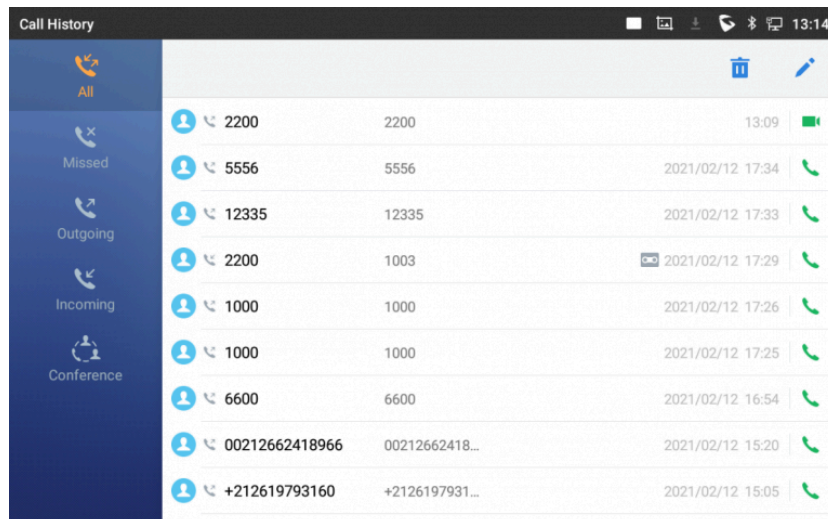 Call History 13:14
All
Missed
Outgoing
Incoming
Conference
2200 2200 13:09
5556 5556 2021/02/12 17:34
12335 12335 2021/02/12 17:33
2200 1003 2021/02/12 17:29
1000 1000 2021/02/12 17:26
1000 1000 2021/02/12 17:25
6600 6600 2021/02/12 16:54
00212662418966 00212662418... 2021/02/12 15:20
+212619793160 +2126197931... 2021/02/12 15:05